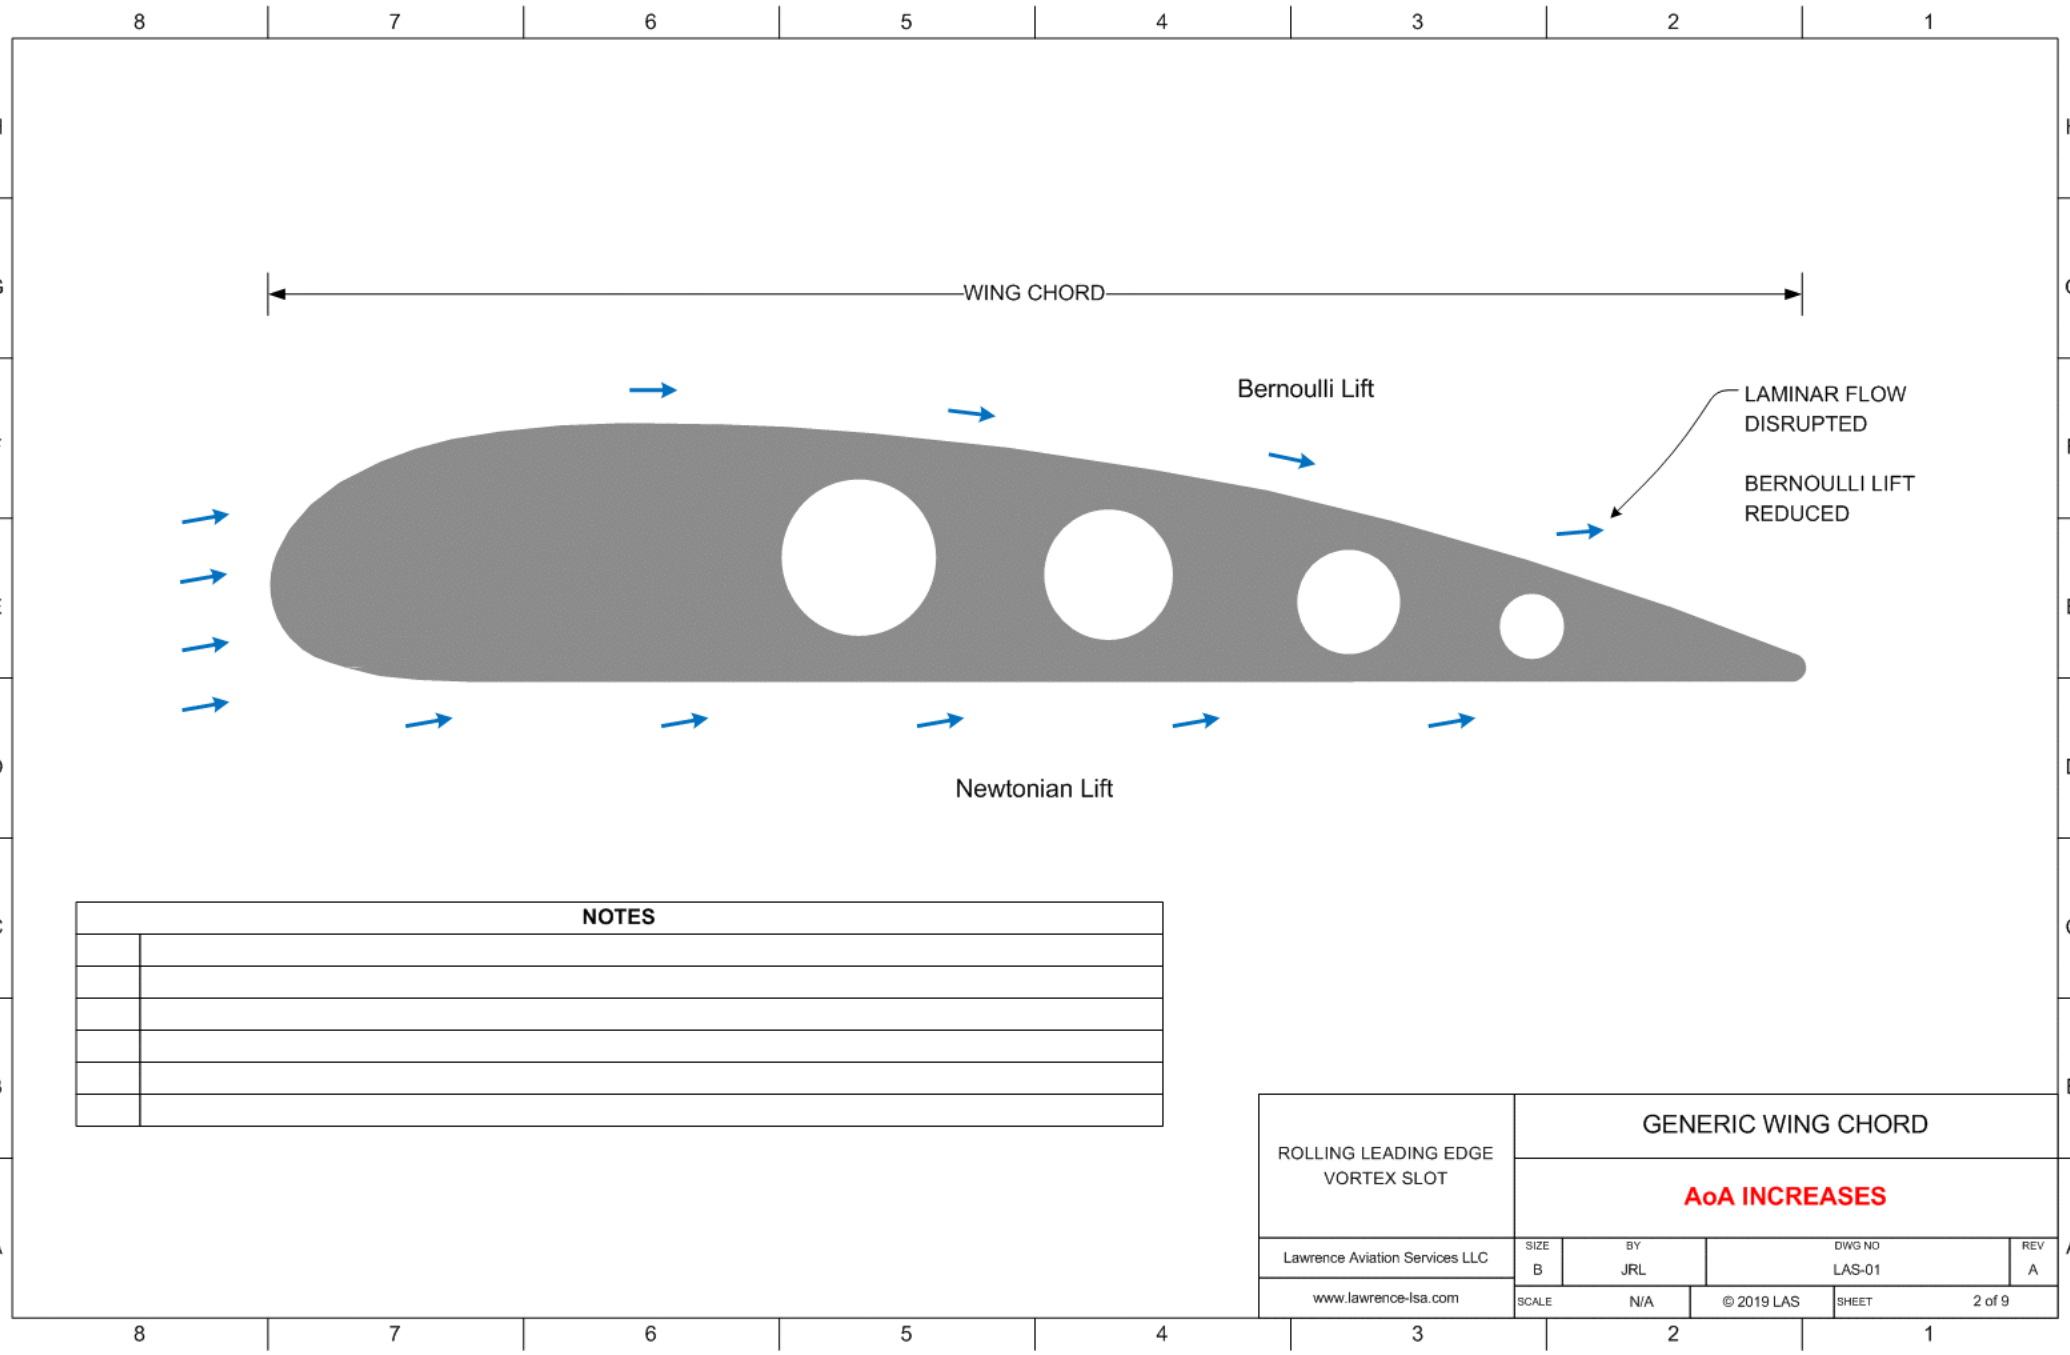 8 7 6 5 4 3 2 1
WING CHORD
Bernoulli Lift
LAMINAR FLOW
DISRUPTED
BERNOULLI LIFT
REDUCED
Newtonian Lift
NOTES
ROLLING LEADING EDGE
VORTEX SLOT
Lawrence Aviation Services LLC
www.lawrence-lsa.com
GENERIC WING CHORD
AoA INCREASES
SIZE
B
BY
JRL
DWG NO
LAS-01
REV
A
SCALE N/A
© 2019 LAS
SHEET 2 of 9
8 7 6 5 4 3 2 1